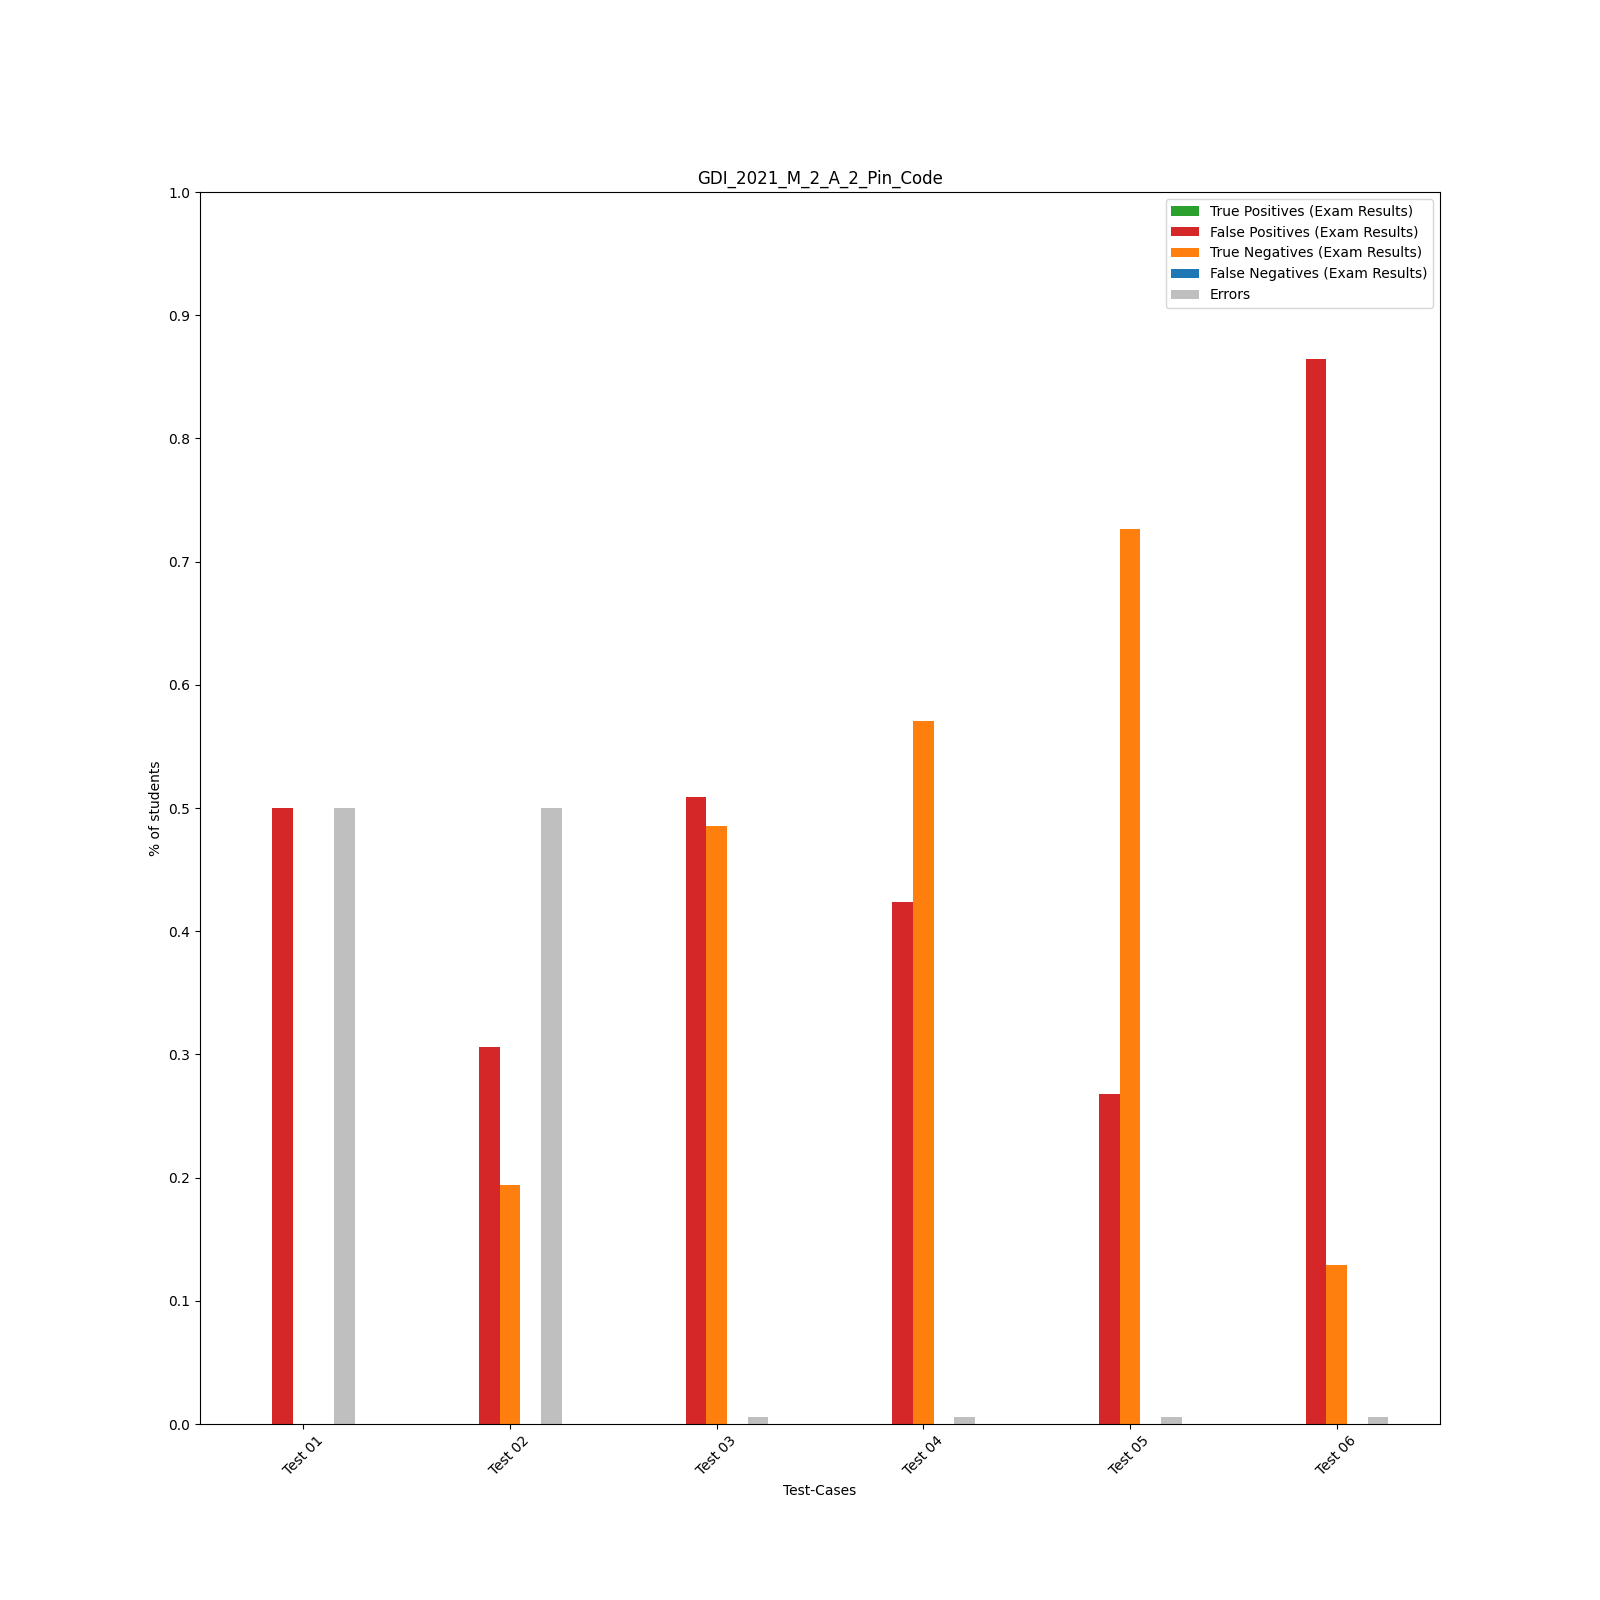 GDI_2021_M_2_A_2_Pin_Code
True Positives (Exam Results)
False Positives (Exam Results)
True Negatives (Exam Results)
False Negatives (Exam Results)
Errors
1.0
0.9
0.8
0.7
0.6
0.5
0.4
0.3
0.2
0.1
0.0
% of students
Test 01
Test 02
Test 03
Test 04
Test 05
Test 06
Test-Cases